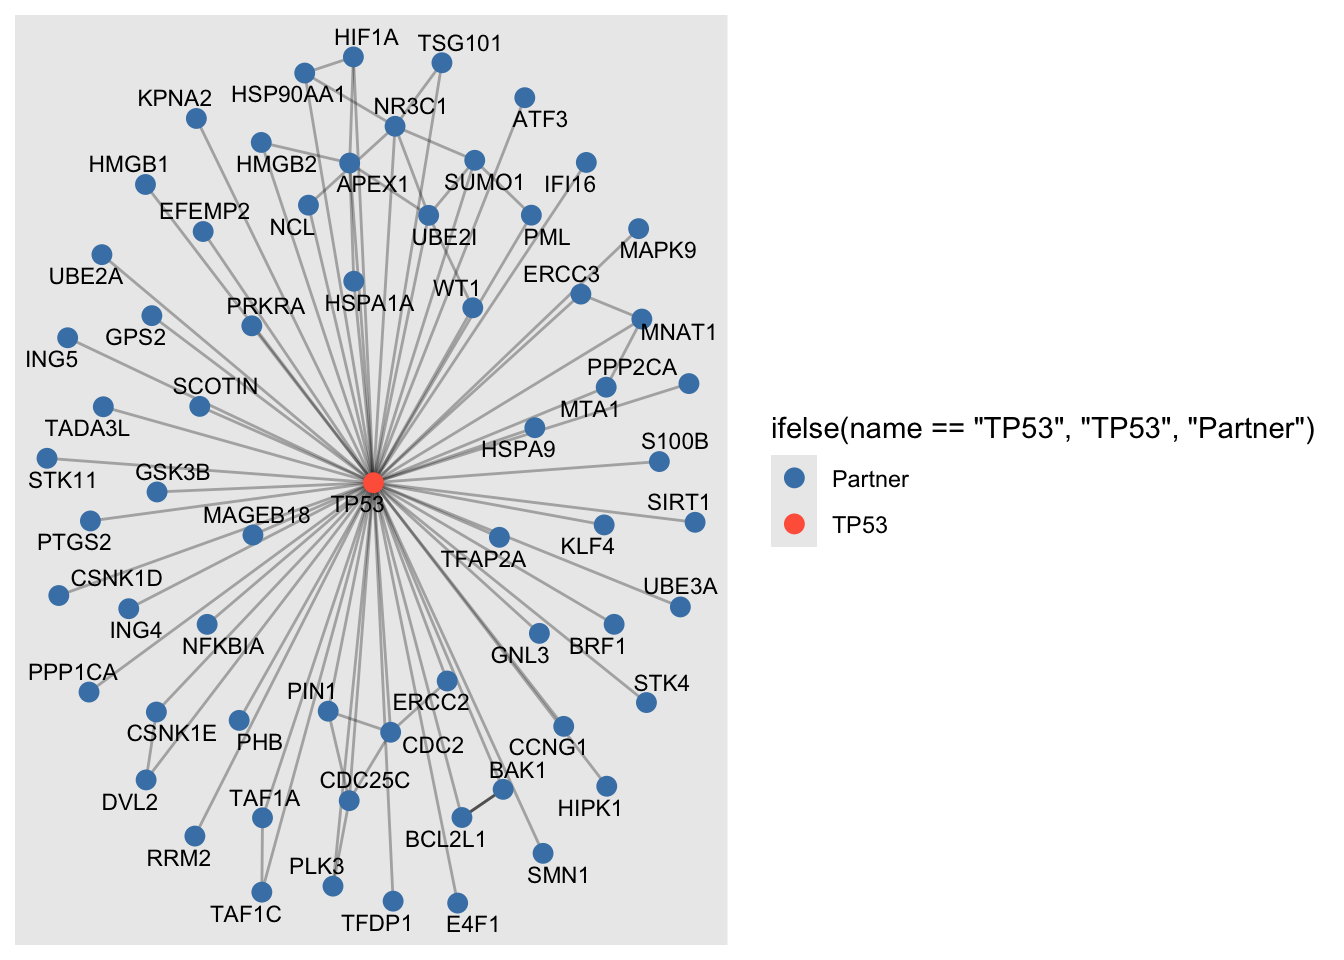 HIF1A
TSG101
HSP90AA1
KPNA2
NR3C1
ATF3
HMGB1
HMGB2
APEX1
SUMO1
IFI16
EFEMP2
NCL
UBE2I
PML
MAPK9
UBE2A
ERCC3
WT1
PRKRA
HSPA1A
GPS2
MNAT1
ING5
PPP2CA
SCOTIN
MTA1
TADA3L
S100B
HSPA9
GSK3B
STK11
TP53
SIRT1
MAGEB18
PTGS2
KLF4
TFAP2A
CSNK1D
UBE3A
ING4
NFKBIA
BRF1
GNL3
PPP1CA
STK4
PIN1
ERCC2
CSNK1E
PHB
CDC2
CCNG1
BAK1
CDC25C
DVL2
TAF1A
HIPK1
BCL2L1
RRM2
PLK3
SMN1
TAF1C
TFDP1
E4F1
ifelse(name == "TP53", "TP53", "Partner")
Partner
TP53